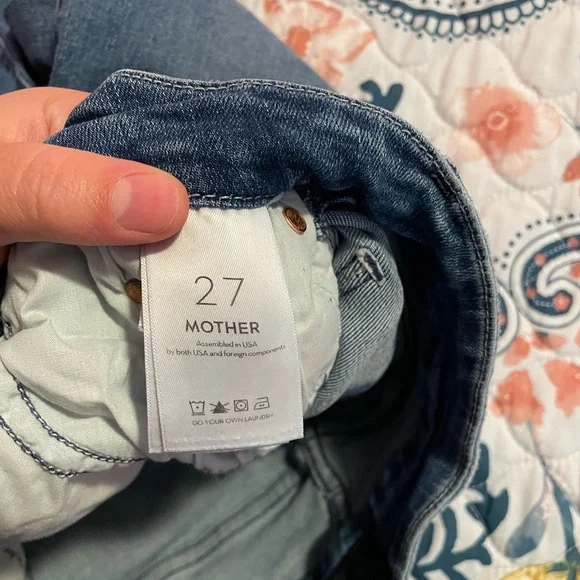 27
MOTHER
Assembled in USA
by both USA and foreign components
DO YOUR OWN LAUNDRY